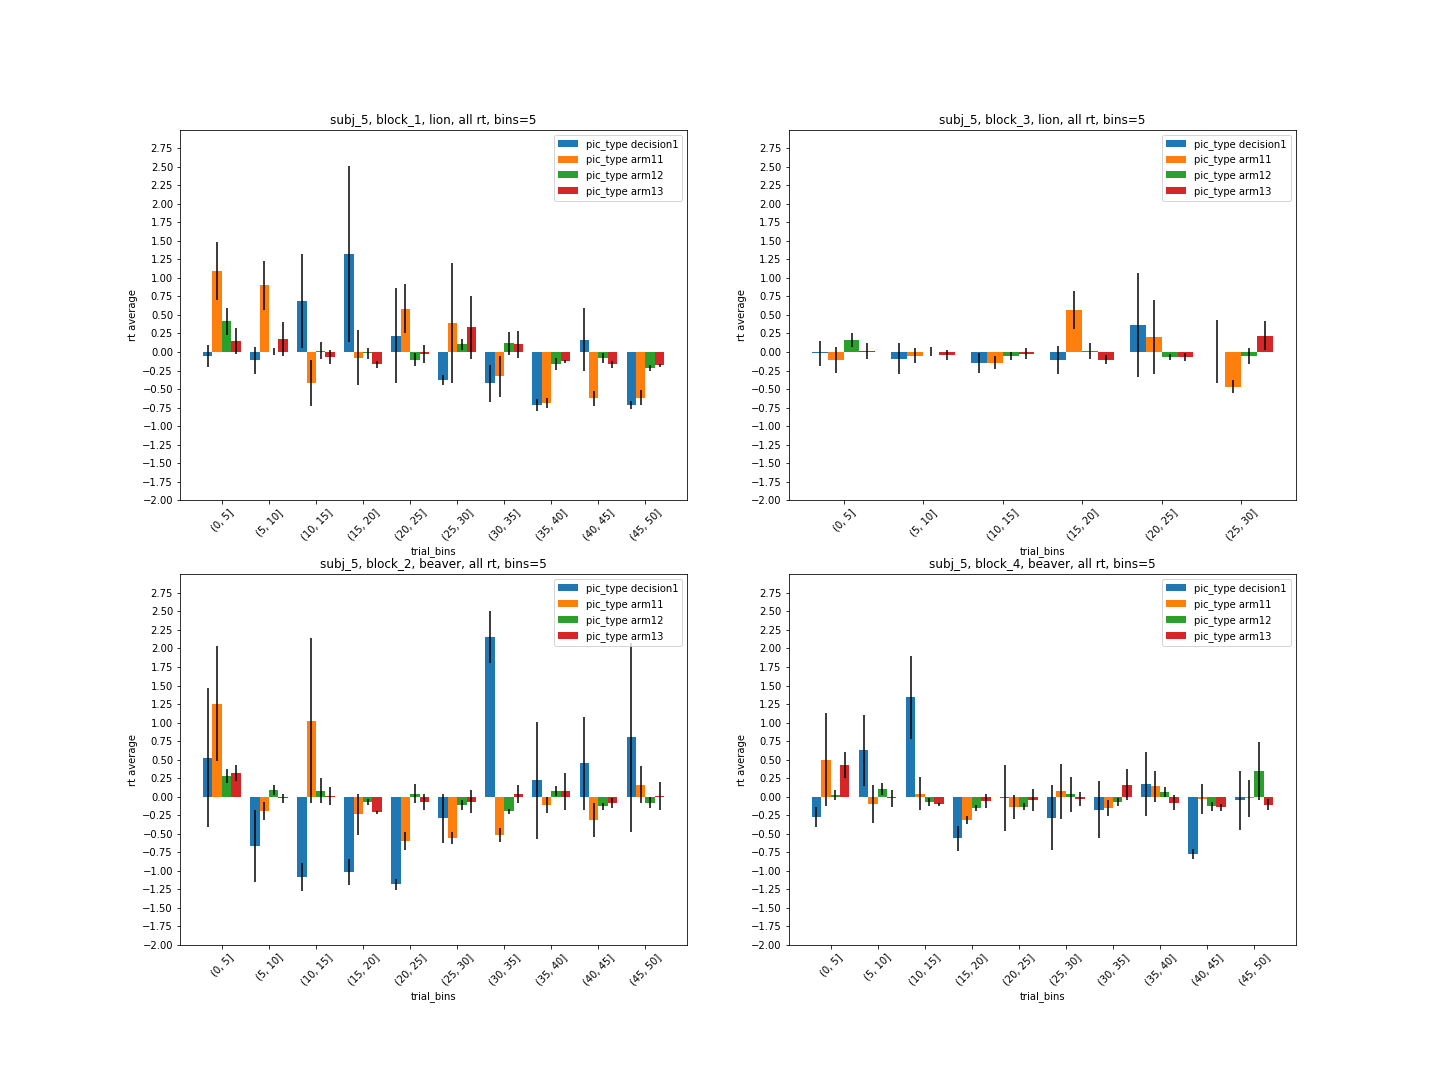 subj_5, block_1, lion, all rt, bins=5
pic_type decision1
pic_type arm11
pic_type arm12
pic_type arm13
rt average
2.75
2.50
2.25
2.00
1.75
1.50
1.25
1.00
0.75
0.50
0.25
0.00
−0.25
−0.50
−0.75
−1.00
−1.25
−1.50
−1.75
−2.00
(0, 5] (5, 10] (10, 15] (15, 20] (20, 25] (25, 30] (30, 35] (35, 40] (40, 45] (45, 50]
trial_bins
subj_5, block_3, lion, all rt, bins=5
pic_type decision1
pic_type arm11
pic_type arm12
pic_type arm13
rt average
2.75
2.50
2.25
2.00
1.75
1.50
1.25
1.00
0.75
0.50
0.25
0.00
−0.25
−0.50
−0.75
−1.00
−1.25
−1.50
−1.75
−2.00
(0, 5] (5, 10] (10, 15] (15, 20] (20, 25] (25, 30]
trial_bins
subj_5, block_2, beaver, all rt, bins=5
pic_type decision1
pic_type arm11
pic_type arm12
pic_type arm13
rt average
2.75
2.50
2.25
2.00
1.75
1.50
1.25
1.00
0.75
0.50
0.25
0.00
−0.25
−0.50
−0.75
−1.00
−1.25
−1.50
−1.75
−2.00
(0, 5] (5, 10] (10, 15] (15, 20] (20, 25] (25, 30] (30, 35] (35, 40] (40, 45] (45, 50]
trial_bins
subj_5, block_4, beaver, all rt, bins=5
pic_type decision1
pic_type arm11
pic_type arm12
pic_type arm13
rt average
2.75
2.50
2.25
2.00
1.75
1.50
1.25
1.00
0.75
0.50
0.25
0.00
−0.25
−0.50
−0.75
−1.00
−1.25
−1.50
−1.75
−2.00
(0, 5] (5, 10] (10, 15] (15, 20] (20, 25] (25, 30] (30, 35] (35, 40] (40, 45] (45, 50]
trial_bins